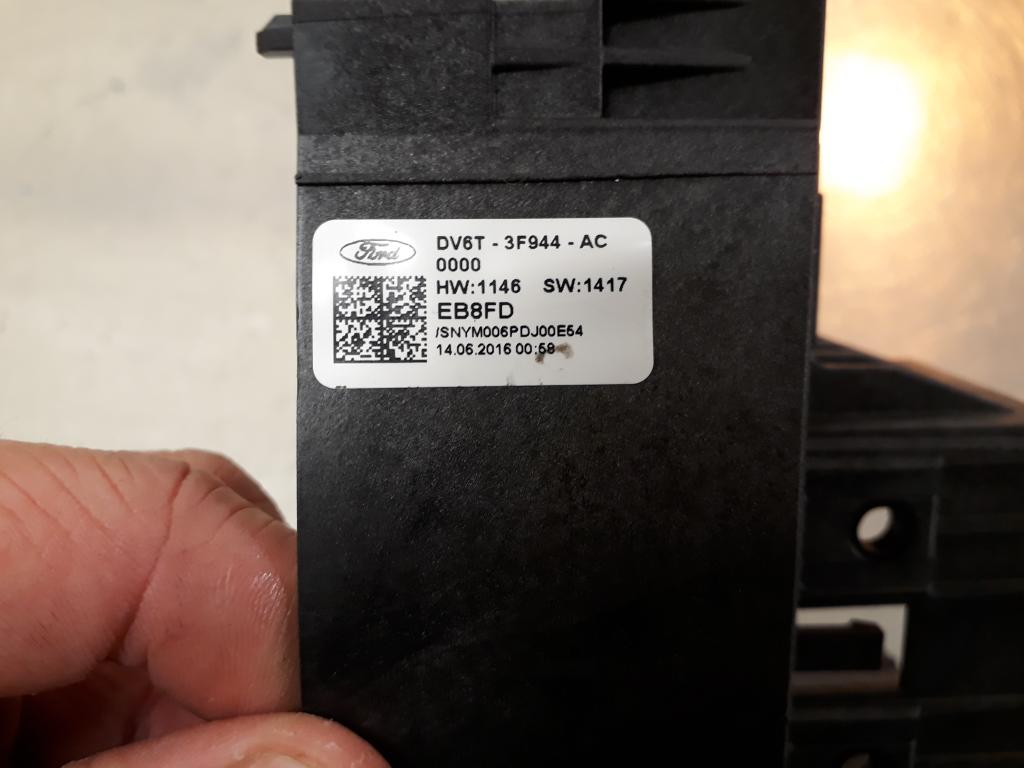 Ford
DV6T - 3F944 - AC
0000
HW:1146 SW:1417
EB8FD
/SNYM006PDJ00E54
14.06.2016 00:58